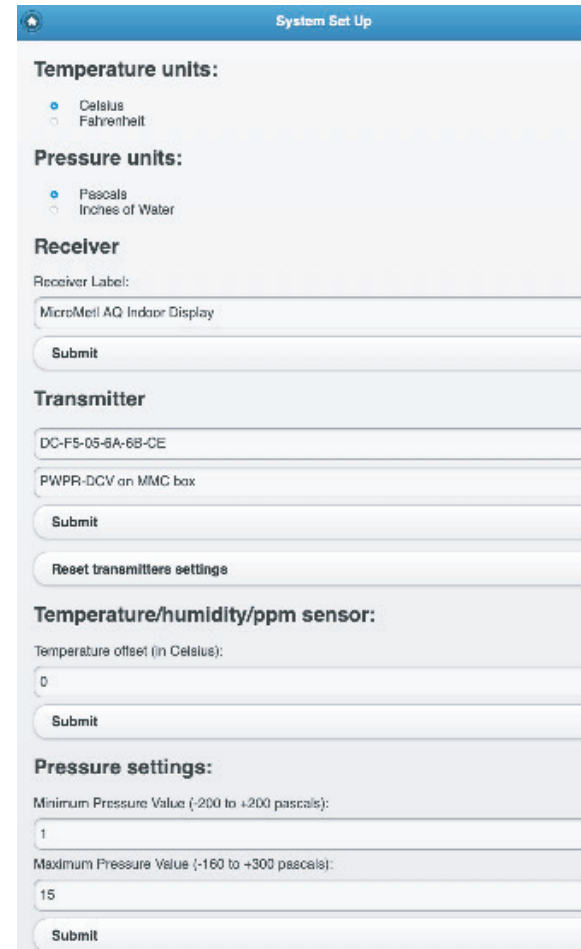 System Set Up
Temperature units:
Celsius
Fahrenheit
Pressure units:
Pascals
Inches of Water
Receiver
Receiver Label:
MicroMetl AQ Indoor Display
Submit
Transmitter
DC-F5-05-6A-6B-CE
PWPR-DCV on MMC box
Submit
Reset transmitters settings
Temperature/humidity/ppm sensor:
Temperature offset (in Celsius):
0
Submit
Pressure settings:
Minimum Pressure Value (-200 to +200 pascals):
1
Maximum Pressure Value (-160 to +300 pascals):
15
Submit